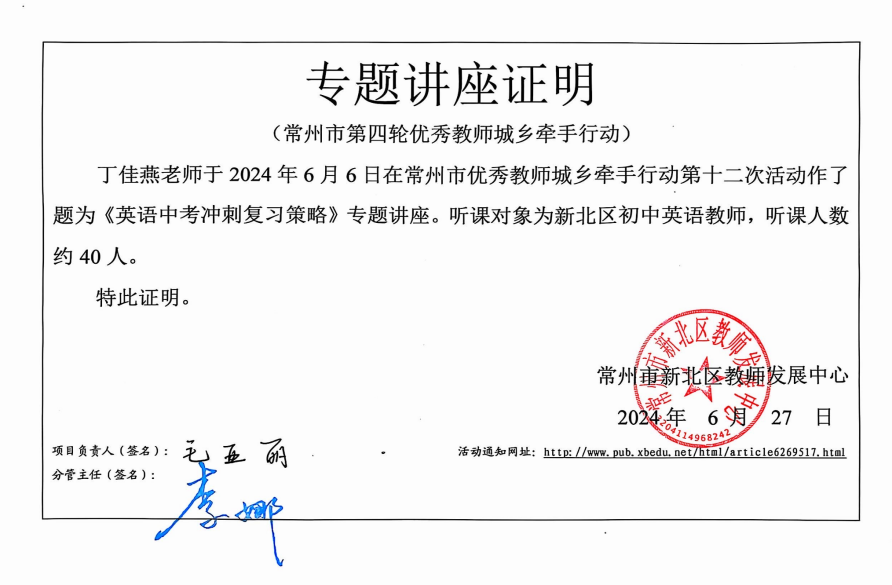 专题讲座证明
（常州市第四轮优秀教师城乡牵手行动）
丁佳燕老师于 2024 年 6 月 6 日在常州市优秀教师城乡牵手行动第十二次活动作了
题为《英语中考冲刺复习策略》专题讲座。听课对象为新北区初中英语教师，听课人数
约 40 人。
特此证明。
常州市新北区教师发展中心
常州市新北区教师发展中心
2024 年 6 月 27 日
3204114968242
项目负责人（签名）：毛亚丽
活动通知网址：http://www.pub.xbedu.net/html/article6269517.html
分管主任（签名）：李娜